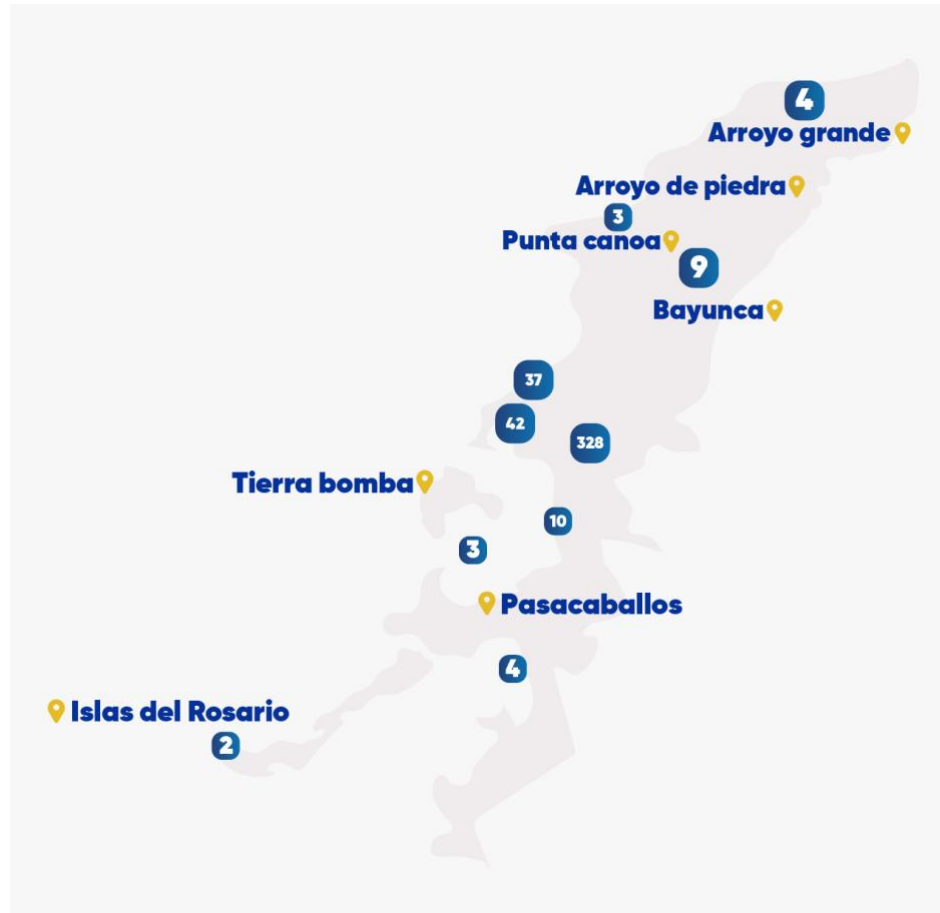 4
Arroyo grande
Arroyo de piedra
3
Punta canoa
9
Bayunca
37
42
328
Tierra bomba
10
3
Pasacaballos
4
Islas del Rosario
2